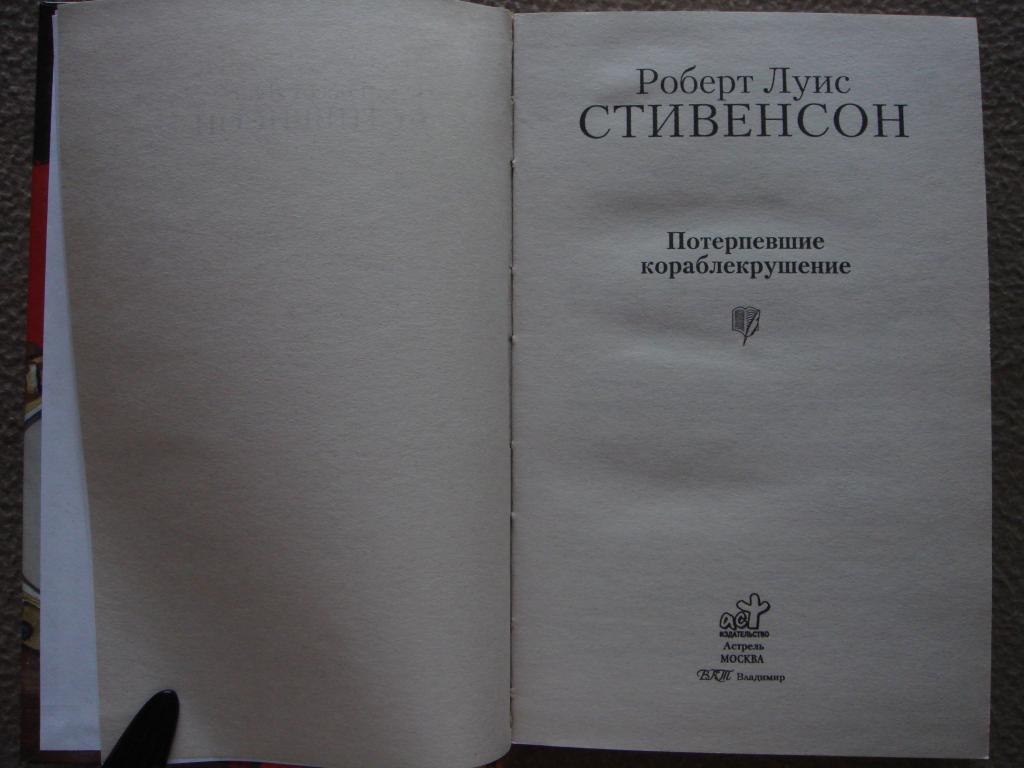 Роберт Луис
СТИВЕНСОН
Потерпевшие
кораблекрушение
аст
ИЗДАТЕЛЬСТВО
Астрель
МОСКВА
ВКТ Владимир